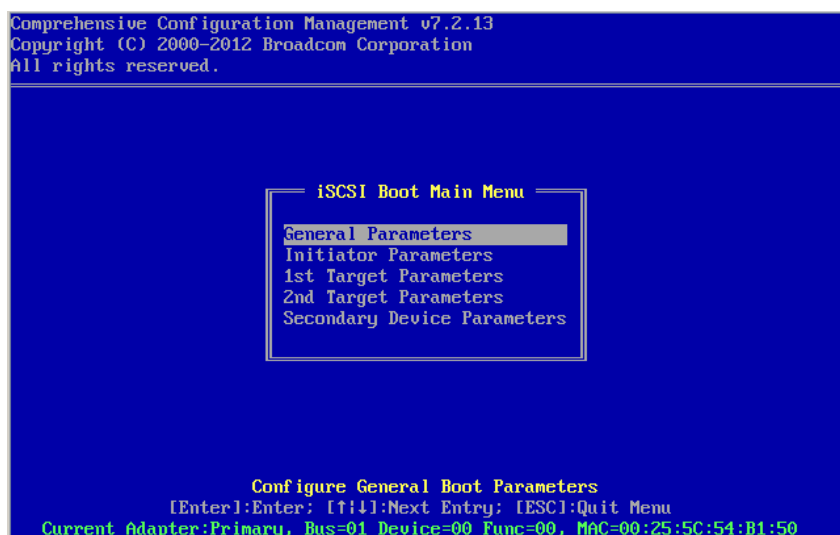 Comprehensive Configuration Management v7.2.13
Copyright (C) 2000-2012 Broadcom Corporation
All rights reserved.
iSCSI Boot Main Menu
General Parameters
Initiator Parameters
1st Target Parameters
2nd Target Parameters
Secondary Device Parameters
Configure General Boot Parameters
[Enter]:Enter; [↑¦↓]:Next Entry; [ESC]:Quit Menu
Current Adapter:Primary, Bus=01 Device=00 Func=00, MAC=00:25:5C:54:B1:50